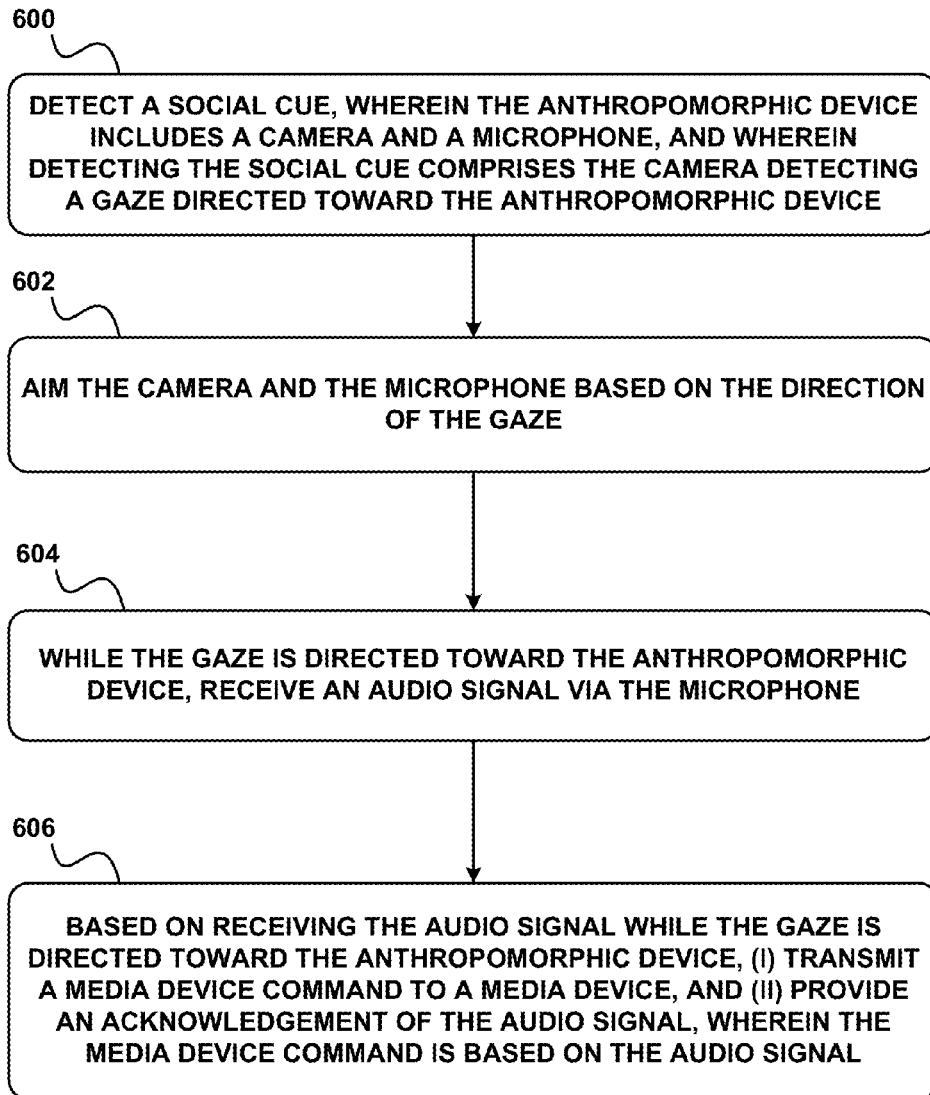 600
DETECT A SOCIAL CUE, WHEREIN THE ANTHROPOMORPHIC DEVICE
INCLUDES A CAMERA AND A MICROPHONE, AND WHEREIN
DETECTING THE SOCIAL CUE COMPRISES THE CAMERA DETECTING
A GAZE DIRECTED TOWARD THE ANTHROPOMORPHIC DEVICE
602
AIM THE CAMERA AND THE MICROPHONE BASED ON THE DIRECTION
OF THE GAZE
604
WHILE THE GAZE IS DIRECTED TOWARD THE ANTHROPOMORPHIC
DEVICE, RECEIVE AN AUDIO SIGNAL VIA THE MICROPHONE
606
BASED ON RECEIVING THE AUDIO SIGNAL WHILE THE GAZE IS
DIRECTED TOWARD THE ANTHROPOMORPHIC DEVICE, (I) TRANSMIT
A MEDIA DEVICE COMMAND TO A MEDIA DEVICE, AND (II) PROVIDE
AN ACKNOWLEDGEMENT OF THE AUDIO SIGNAL, WHEREIN THE
MEDIA DEVICE COMMAND IS BASED ON THE AUDIO SIGNAL